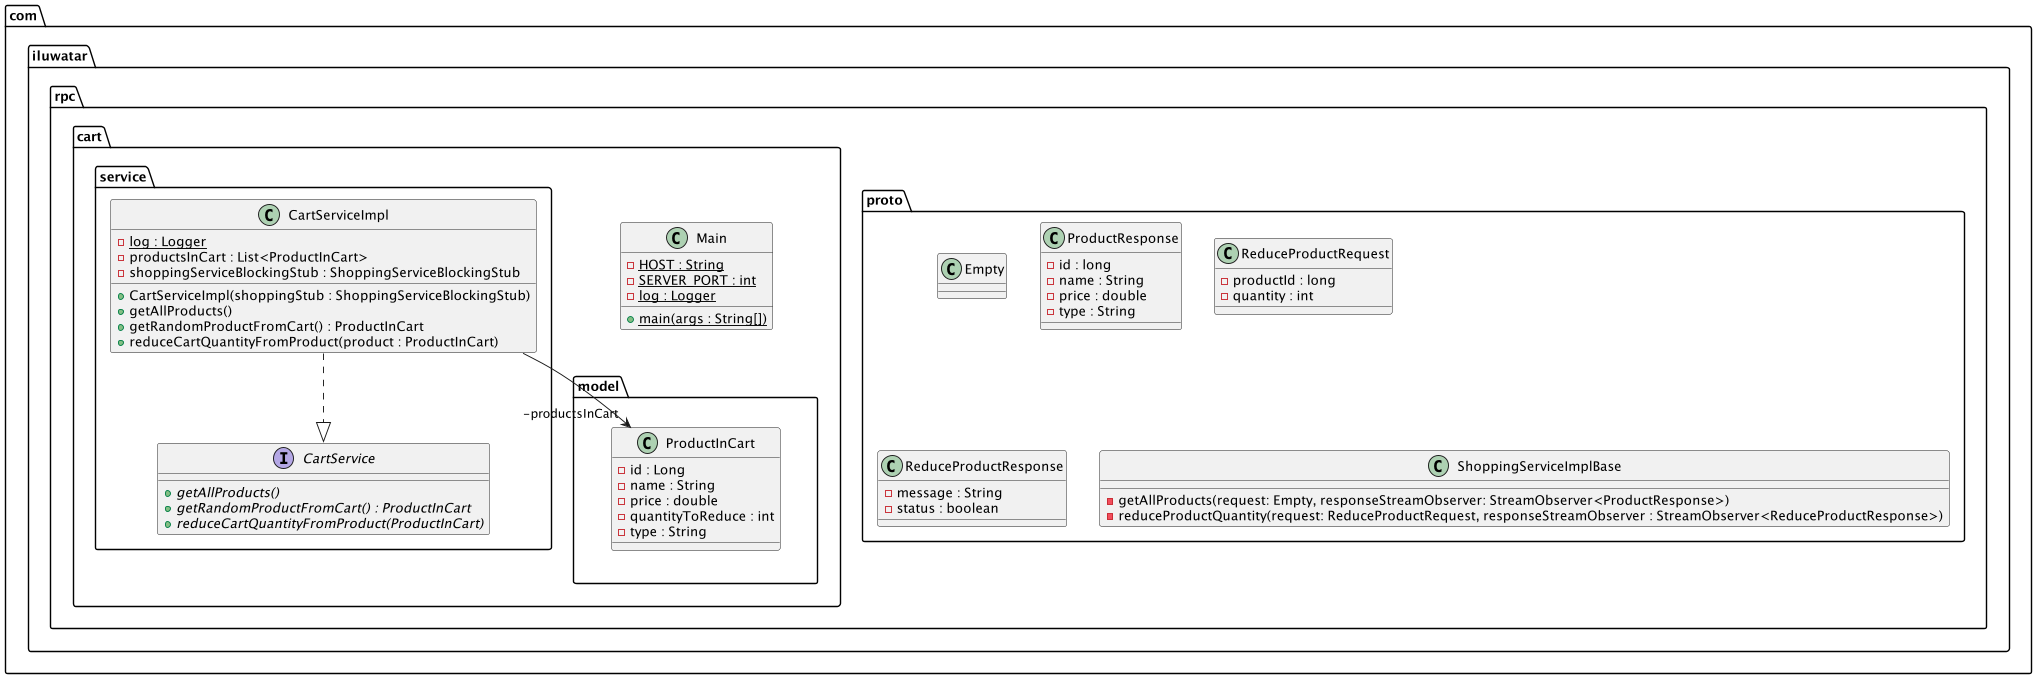 com
iluwatar
rpc
cart
service
C CartServiceImpl
log : Logger
productsInCart : List<ProductInCart>
shoppingServiceBlockingStub : ShoppingServiceBlockingStub
CartServiceImpl(shoppingStub : ShoppingServiceBlockingStub)
getAllProducts()
getRandomProductFromCart() : ProductInCart
reduceCartQuantityFromProduct(product : ProductInCart)
I CartService
getAllProducts()
getRandomProductFromCart() : ProductInCart
reduceCartQuantityFromProduct(ProductInCart)
C Main
HOST : String
SERVER_PORT : int
log : Logger
main(args : String[])
model
-productsInCart
C ProductInCart
id : Long
name : String
price : double
quantityToReduce : int
type : String
proto
C Empty
C ProductResponse
id : long
name : String
price : double
type : String
C ReduceProductRequest
productId : long
quantity : int
C ReduceProductResponse
message : String
status : boolean
C ShoppingServiceImplBase
getAllProducts(request: Empty, responseStreamObserver: StreamObserver<ProductResponse>)
reduceProductQuantity(request: ReduceProductRequest, responseStreamObserver : StreamObserver<ReduceProductResponse>)